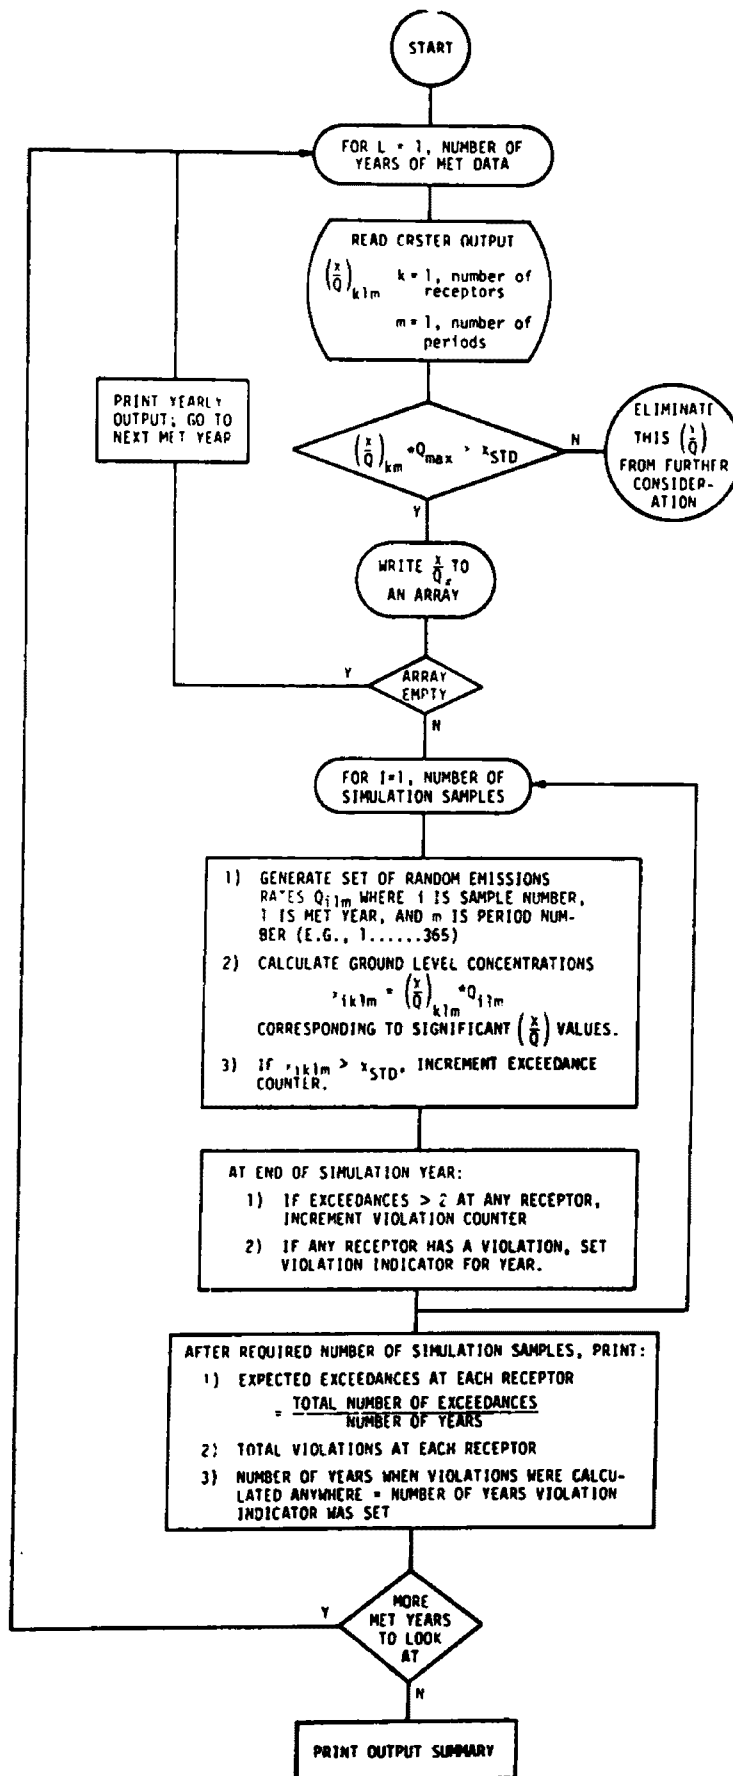 START
FOR L = 1, NUMBER OF
YEARS OF MET DATA
READ CRSTER OUTPUT
(x/Q)klm k = 1, number of
receptors
m = 1, number of
periods
PRINT YEARLY
OUTPUT; GO TO
NEXT MET YEAR
(x/Q)km *Qmax > xSTD
N
ELIMINATE
THIS (x/Q)
FROM FURTHER
CONSIDER-
ATION
Y
WRITE x/Q, TO
AN ARRAY
Y
ARRAY
EMPTY
N
FOR I=1, NUMBER OF
SIMULATION SAMPLES
1) GENERATE SET OF RANDOM EMISSIONS
RATES Qilm WHERE i IS SAMPLE NUMBER,
l IS MET YEAR, AND m IS PERIOD NUM-
BER (E.G., 1......365)
2) CALCULATE GROUND LEVEL CONCENTRATIONS
xiklm = (x/Q)klm *Qilm
CORRESPONDING TO SIGNIFICANT (x/Q) VALUES.
3) IF xiklm > xSTD, INCREMENT EXCEEDANCE
COUNTER.
AT END OF SIMULATION YEAR:
1) IF EXCEEDANCES > 2 AT ANY RECEPTOR,
INCREMENT VIOLATION COUNTER
2) IF ANY RECEPTOR HAS A VIOLATION, SET
VIOLATION INDICATOR FOR YEAR.
AFTER REQUIRED NUMBER OF SIMULATION SAMPLES, PRINT:
1) EXPECTED EXCEEDANCES AT EACH RECEPTOR
= TOTAL NUMBER OF EXCEEDANCES
NUMBER OF YEARS
2) TOTAL VIOLATIONS AT EACH RECEPTOR
3) NUMBER OF YEARS WHEN VIOLATIONS WERE CALCU-
LATED ANYWHERE = NUMBER OF YEARS VIOLATION
INDICATOR WAS SET
Y
MORE
MET YEARS
TO LOOK
AT
N
PRINT OUTPUT SUMMARY